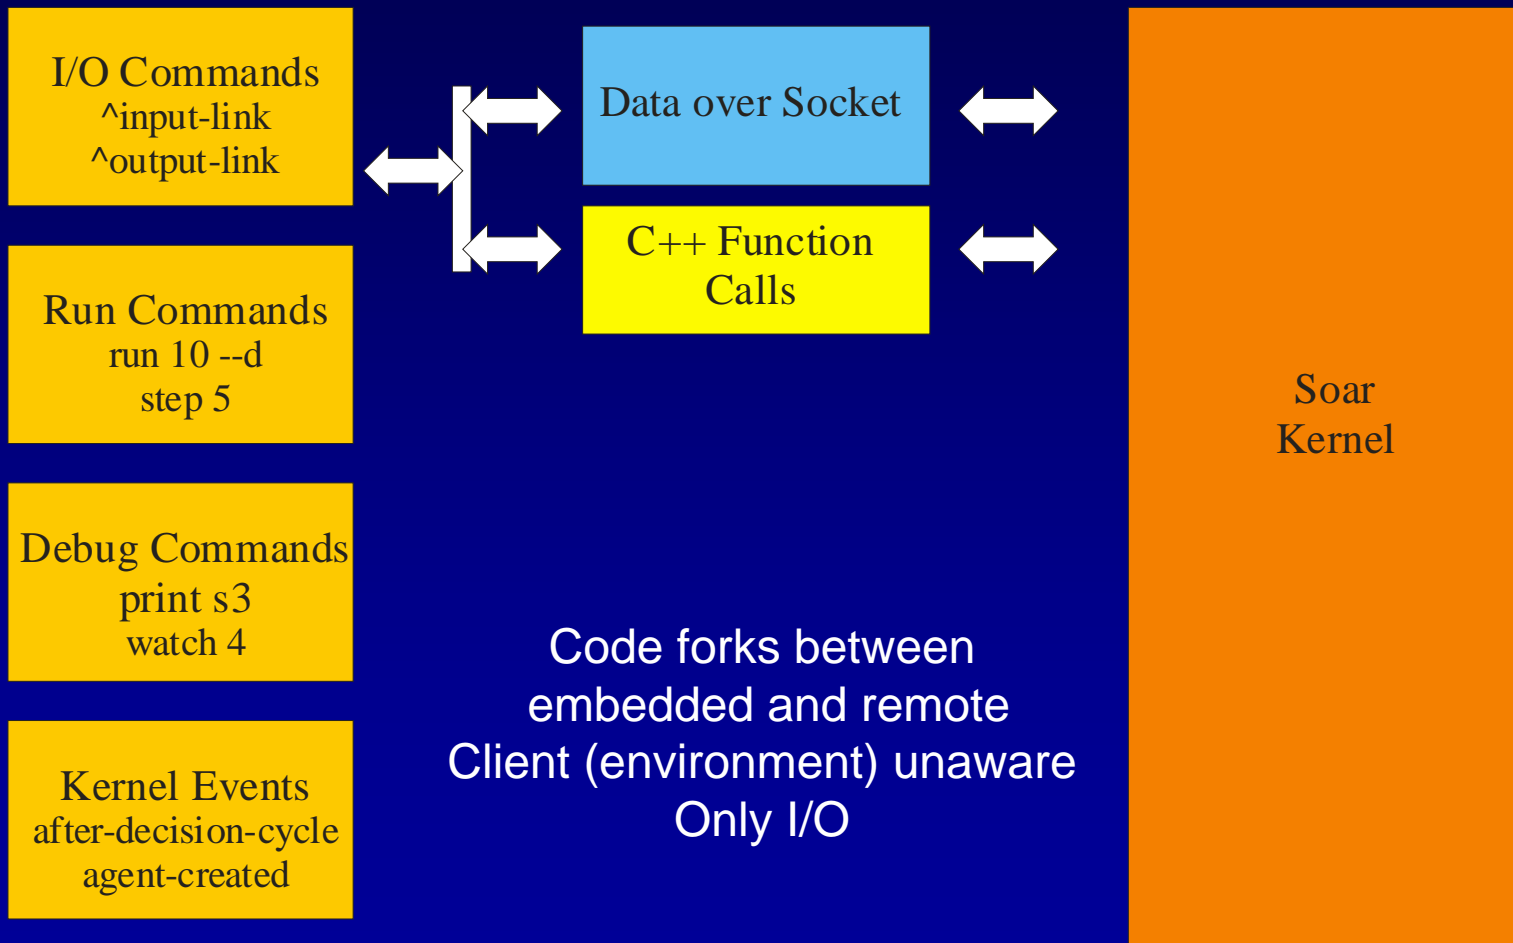 I/O Commands
^input-link
^output-link
Run Commands
run 10 --d
step 5
Debug Commands
print s3
watch 4
Kernel Events
after-decision-cycle
agent-created
Data over Socket
C++ Function
Calls
Code forks between
embedded and remote
Client (environment) unaware
Only I/O
Soar
Kernel